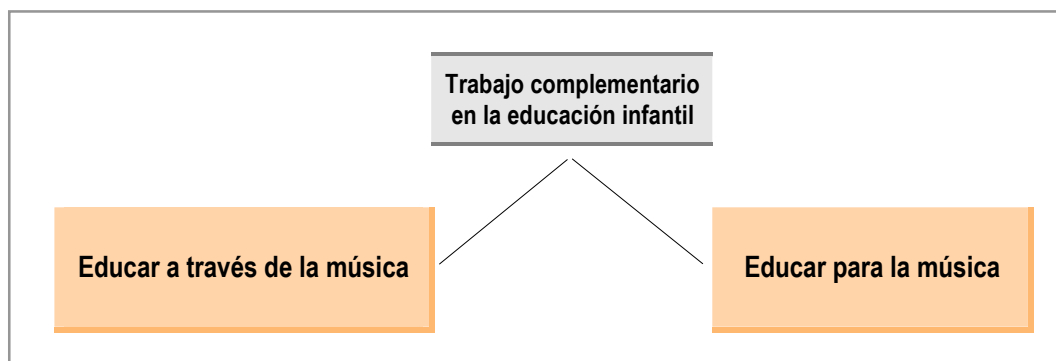 Trabajo complementario
en la educación infantil
Educar a través de la música
Educar para la música